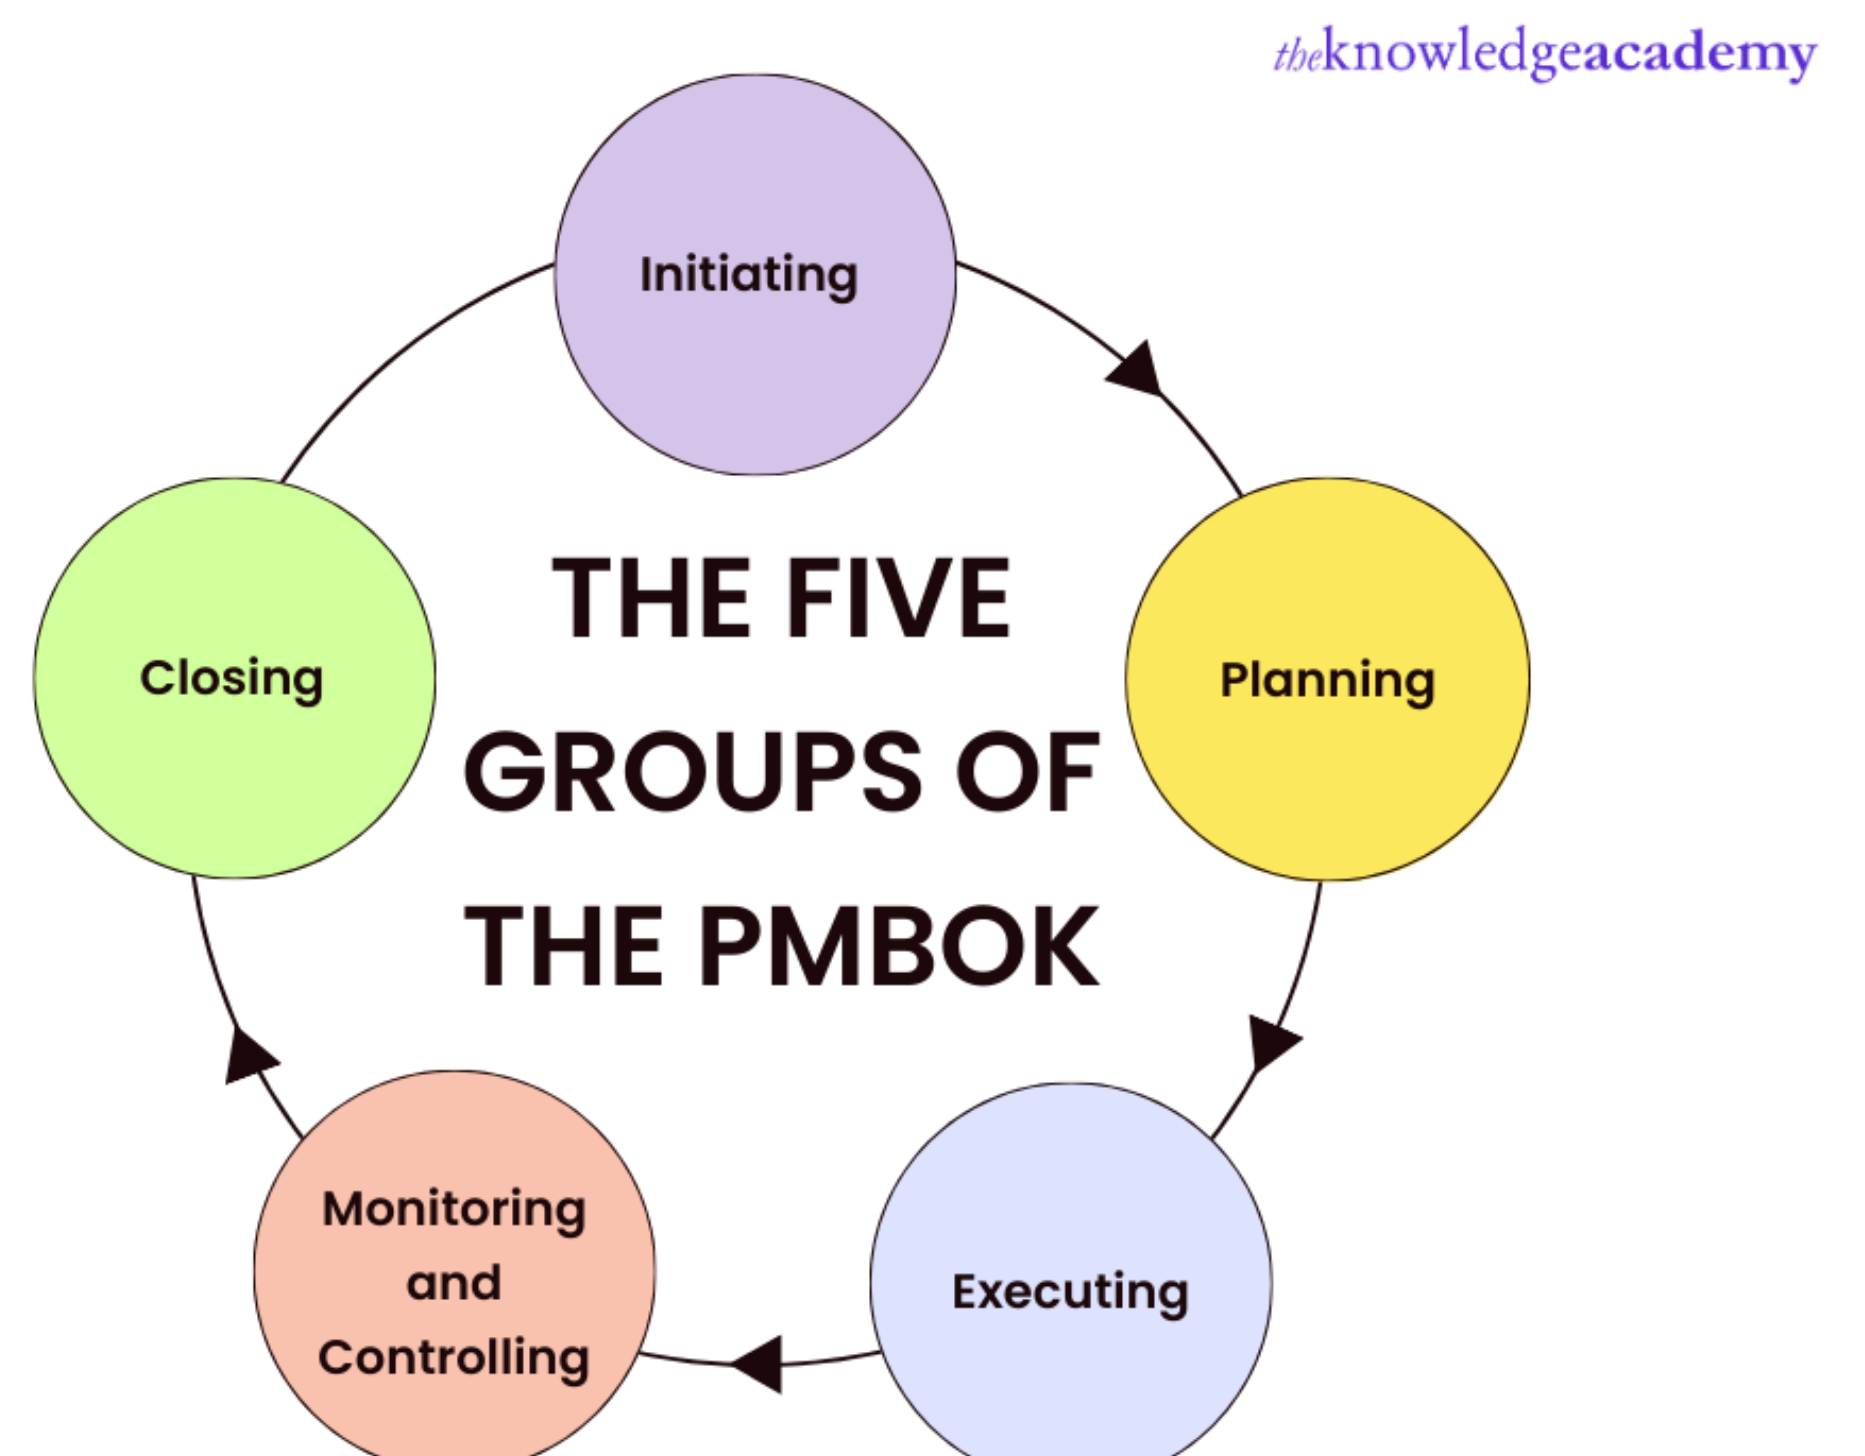 theknowledgeacademy
Initiating
THE FIVE
GROUPS OF
THE PMBOK
Planning
Executing
Monitoring
and
Controlling
Closing